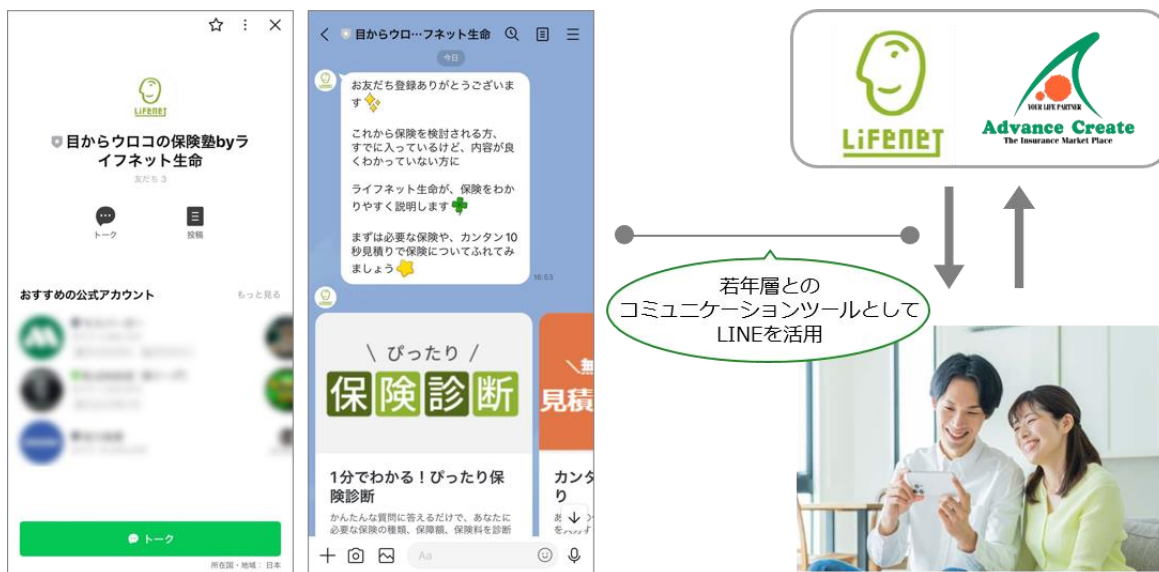 LIFENET
目からウロコの保険塾byラ
イフネット生命
友だち 3
トーク
投稿
おすすめの公式アカウント
もっと見る
トーク
所在国・地域： 日本
目からウロ…フネット生命
今日
お友だち登録ありがとうございま
す
これから保険を検討される方、
すでに入っているけど、内容が良
くわかっていない方に
ライフネット生命が、保険をわか
りやすく説明します
まずは必要な保険や、カンタン10
秒見積りで保険についてふれてみ
ましょう
16:53
\ ぴったり /
保険診断
\無
見積
1分でわかる！ぴったり保
険診断
かんたんな質問に答えるだけで、あなたに
必要な保険の種類、保障額、保険料を診断
カンタ
り
Aa
LIFENET
YOUR LIFE PARTNER
Advance Create
The Insurance Market Place
若年層との
コミュニケーションツールとして
LINEを活用